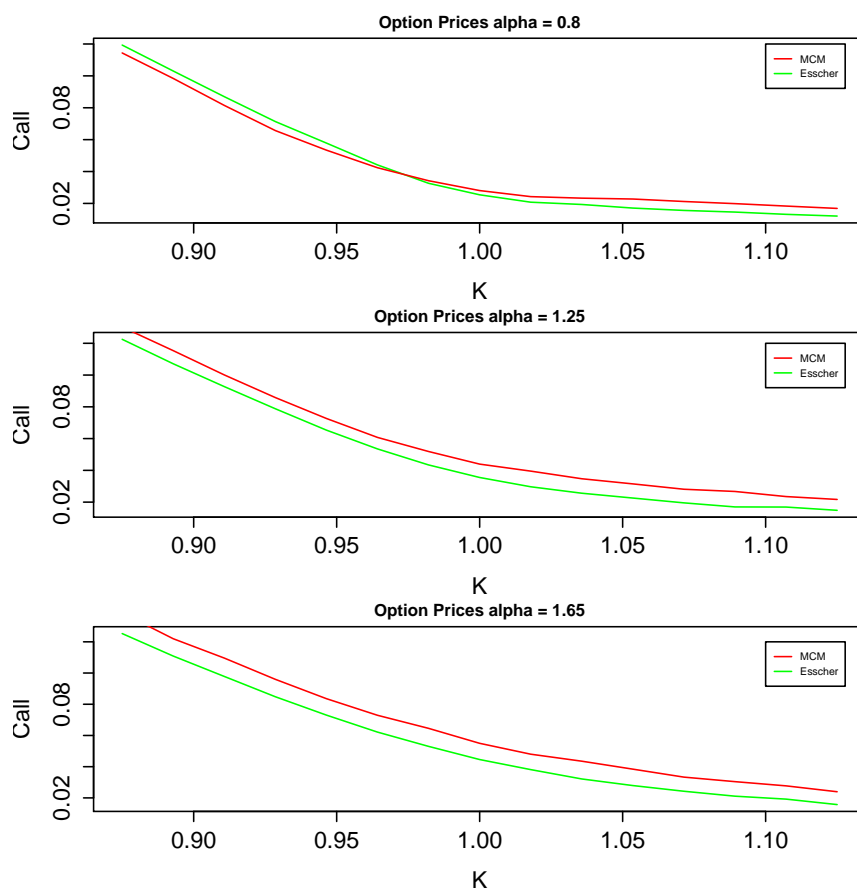 Option Prices alpha = 0.8
MCM
Esscher
Call
0.08
0.02
0.90 0.95 1.00 1.05 1.10
K
Option Prices alpha = 1.25
MCM
Esscher
Call
0.08
0.02
0.90 0.95 1.00 1.05 1.10
K
Option Prices alpha = 1.65
MCM
Esscher
Call
0.08
0.02
0.90 0.95 1.00 1.05 1.10
K